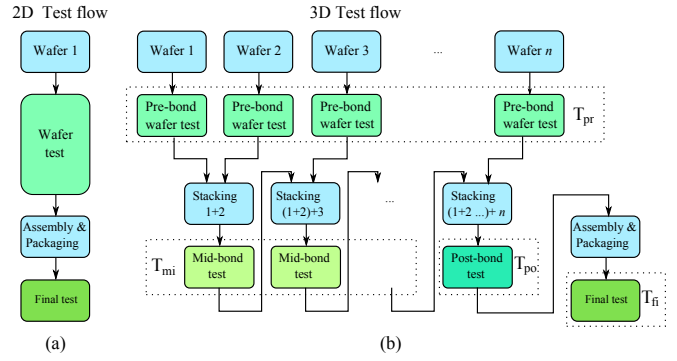 2D Test flow
3D Test flow
Wafer 1
Wafer 1
Wafer 2
Wafer 3
...
Wafer n
Wafer
test
Pre-bond
wafer test
Pre-bond
wafer test
Pre-bond
wafer test
Pre-bond
wafer test
Tpr
Stacking
1+2
Stacking
(1+2)+3
...
Stacking
(1+2 ...)+ n
Assembly &
Packaging
Assembly &
Packaging
Tmi
Mid-bond
test
Mid-bond
test
Post-bond
test
Tpo
Final test
Final test
Tfi
(a)
(b)